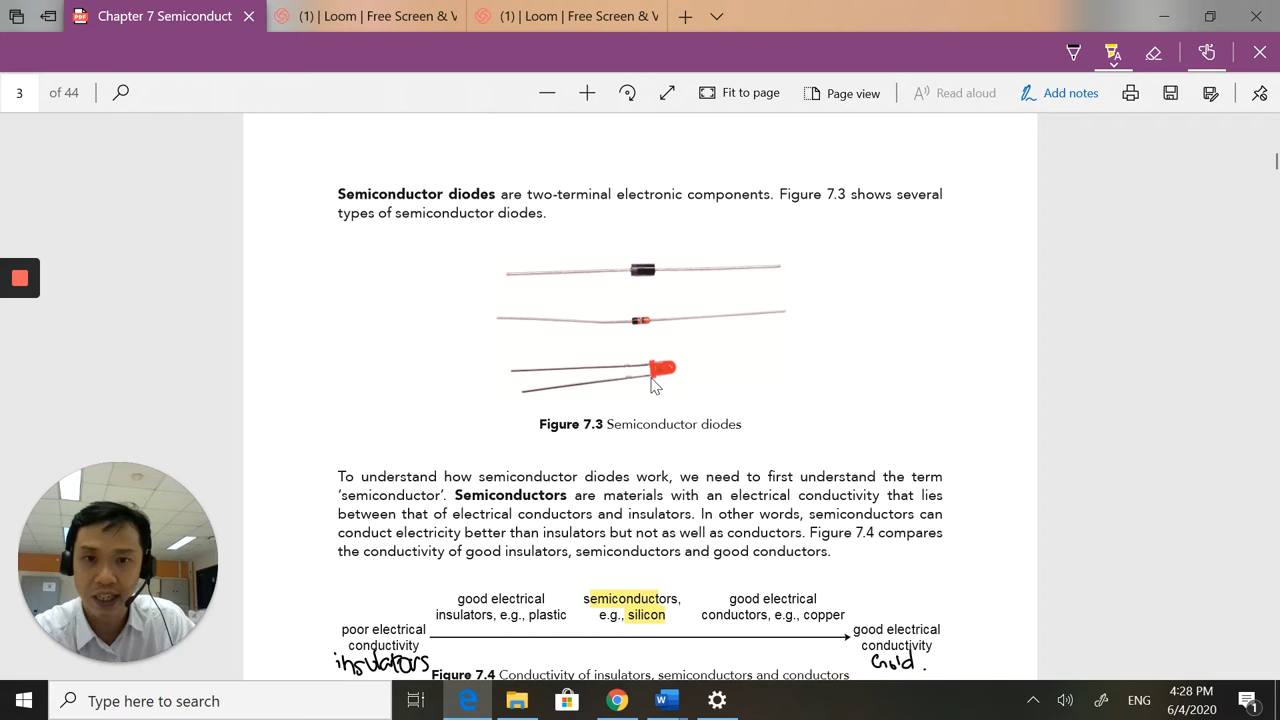 Chapter 7 Semiconduct
(1) | Loom | Free Screen & V
(1) | Loom | Free Screen & V
3 of 44
Fit to page
Page view
Read aloud
Add notes
Semiconductor diodes are two-terminal electronic components. Figure 7.3 shows several
types of semiconductor diodes.
Figure 7.3 Semiconductor diodes
To understand how semiconductor diodes work, we need to first understand the term
'semiconductor'. Semiconductors are materials with an electrical conductivity that lies
between that of electrical conductors and insulators. In other words, semiconductors can
conduct electricity better than insulators but not as well as conductors. Figure 7.4 compares
the conductivity of good insulators, semiconductors and good conductors.
good electrical
insulators, e.g., plastic
semiconductors,
e.g., silicon
good electrical
conductors, e.g., copper
poor electrical
conductivity
good electrical
conductivity
insulators
Gold.
Figure 7.4 Conductivity of insulators, semiconductors and conductors
Type here to search
ENG
4:28 PM
6/4/2020
1